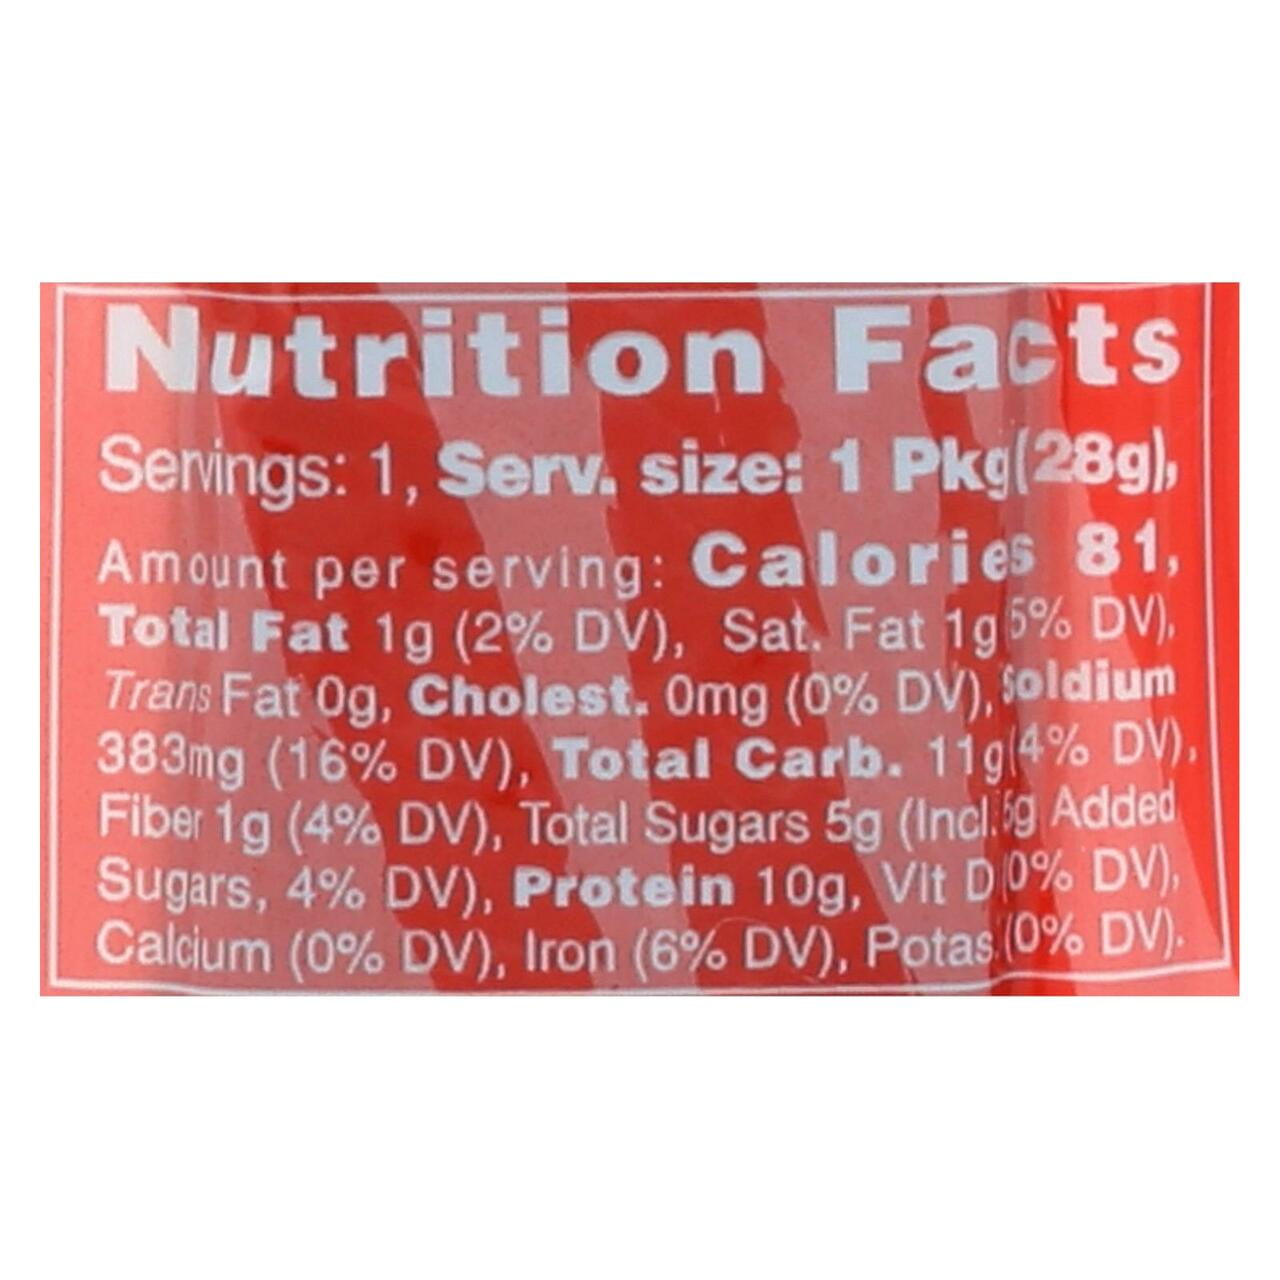 Nutrition Facts
Servings: 1, Serv. size: 1 Pkg(28g),
Amount per serving: Calories 81,
Total Fat 1g (2% DV), Sat. Fat 1g(5% DV),
Trans Fat 0g, Cholest. 0mg (0% DV), Soldium
383mg (16% DV), Total Carb. 11g(4% DV),
Fiber 1g (4% DV), Total Sugars 5g (Incl. 5g Added
Sugars, 4% DV), Protein 10g, Vit D(0% DV),
Calcium (0% DV), Iron (6% DV), Potas.(0% DV).